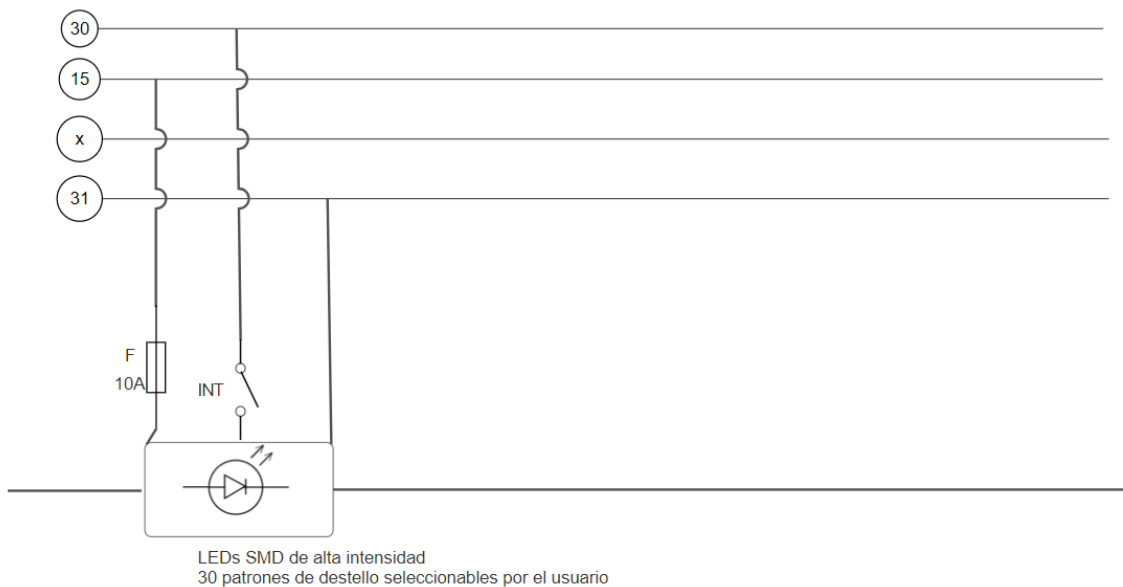 30
15
x
31
F
10A
INT
LEDs SMD de alta intensidad
30 patrones de destello seleccionables por el usuario